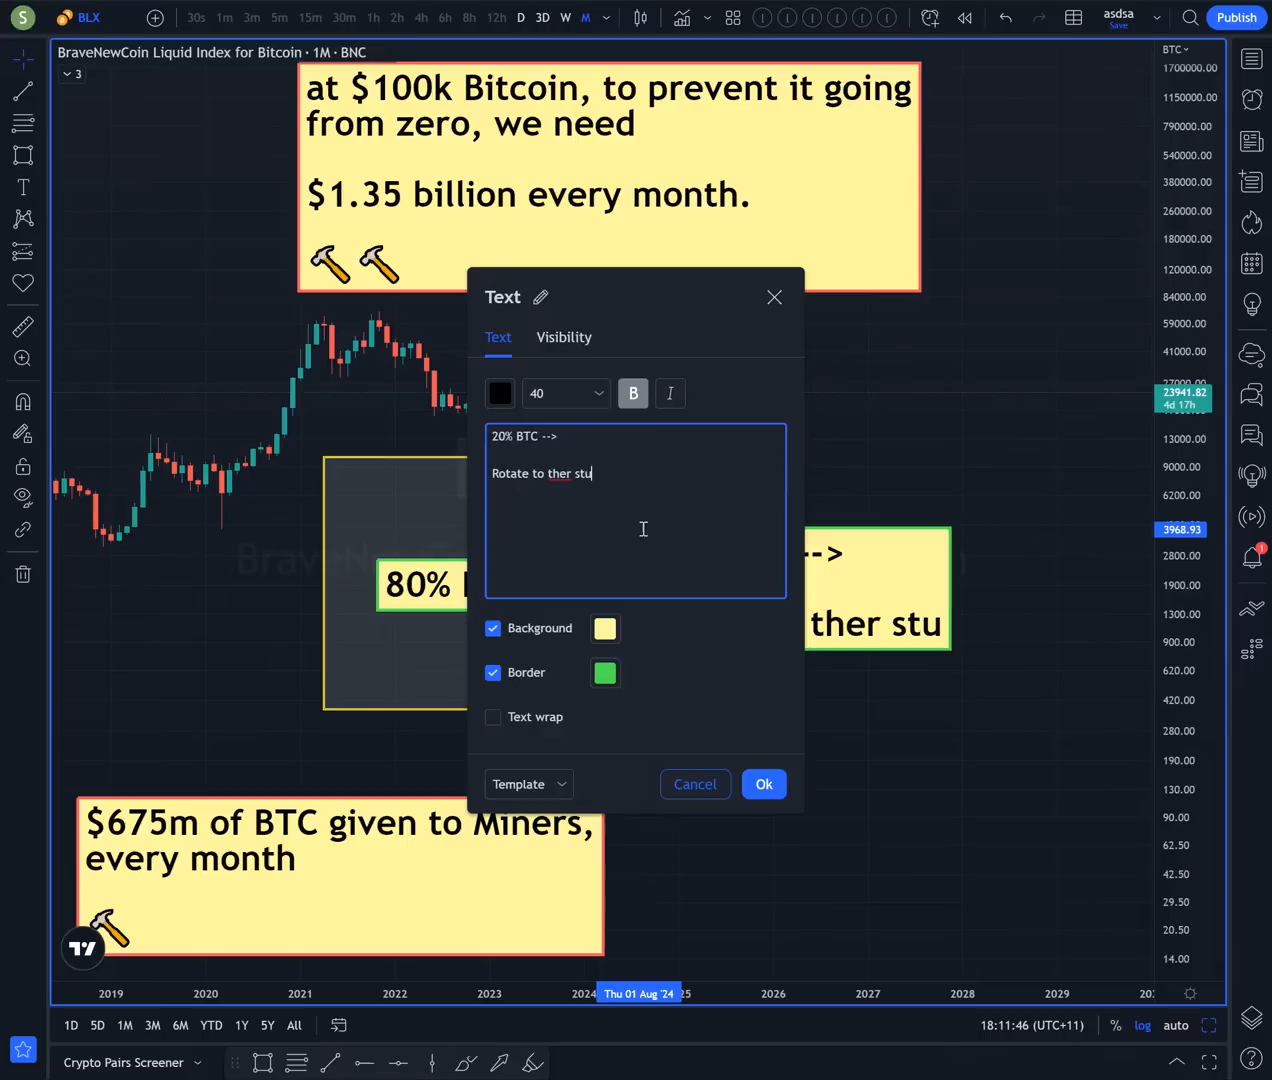 S
BLX
30s 1m 3m 5m 15m 30m 1h 2h 4h 6h 8h 12h D 3D W M
asdsa
Save
Publish
BraveNewCoin Liquid Index for Bitcoin · 1M · BNC
3
BTC
at $100k Bitcoin, to prevent it going
from zero, we need
$1.35 billion every month.
1700000.00
1150000.00
790000.00
540000.00
380000.00
260000.00
180000.00
120000.00
84000.00
59000.00
41000.00
27000.00
23941.82
4d 17h
13000.00
9000.00
6200.00
3968.93
2800.00
1900.00
1300.00
900.00
620.00
420.00
280.00
190.00
130.00
90.00
62.50
42.50
29.50
20.50
14.00
Text
Text Visibility
40 B I
20% BTC -->
Rotate to ther stu
Background
Border
Text wrap
Template Cancel Ok
80%
-->
ther stu
$675m of BTC given to Miners,
every month
2019 2020 2021 2022 2023 2024 Thu 01 Aug '24 25 2026 2027 2028 2029 20
1D 5D 1M 3M 6M YTD 1Y 5Y All
18:11:46 (UTC+11) % log auto
Crypto Pairs Screener
1